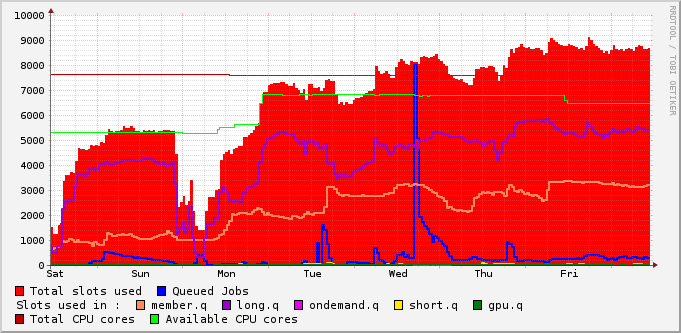 10000
9000
8000
7000
6000
5000
4000
3000
2000
1000
0
Sat Sun Mon Tue Wed Thu Fri
Total slots used Queued Jobs
Slots used in : member.q long.q ondemand.q short.q gpu.q
Total CPU cores Available CPU cores
RRDTOOL / TOBI OETIKER